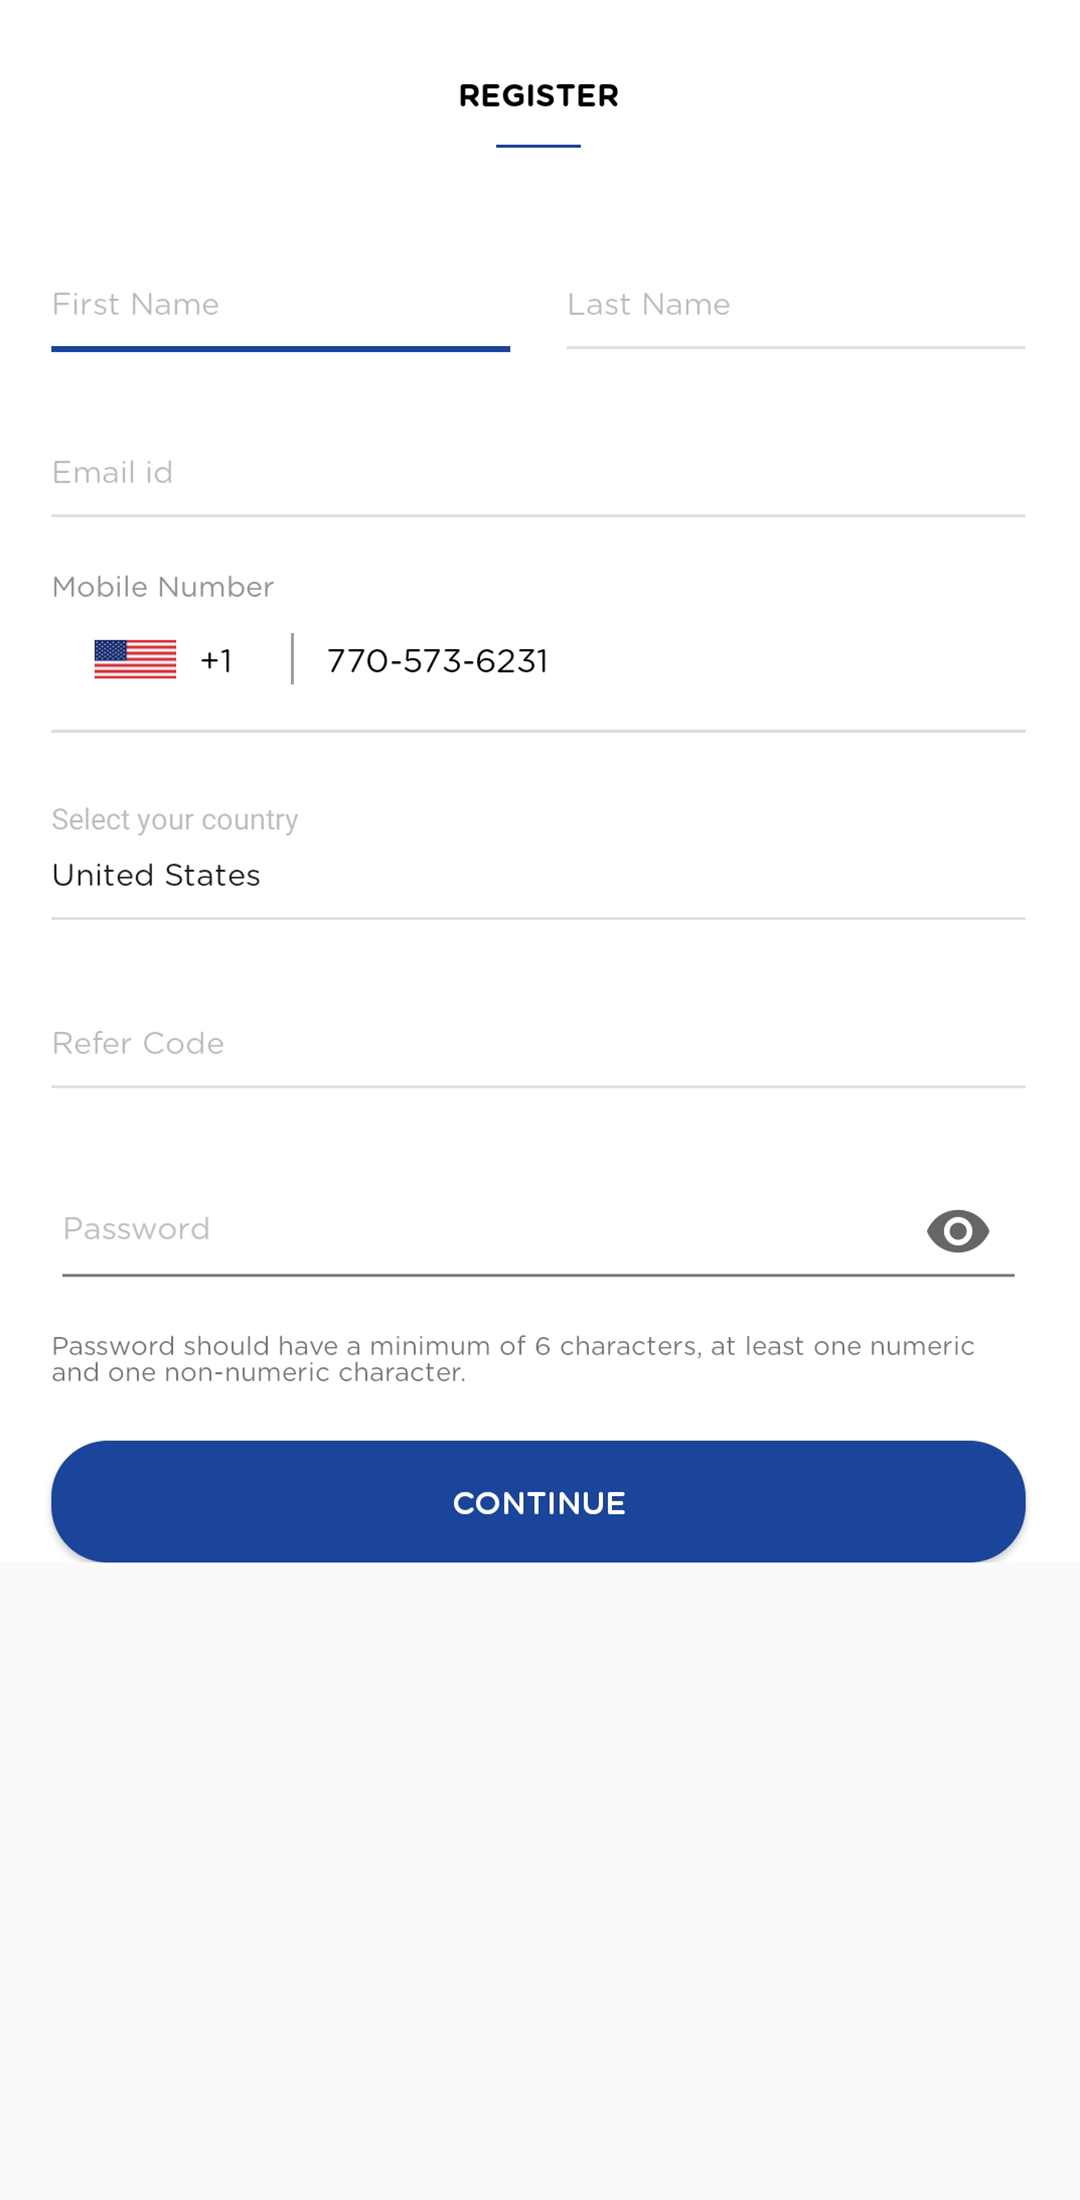 REGISTER
First Name Last Name
Email id
Mobile Number
+1 770-573-6231
Select your country
United States
Refer Code
Password
Password should have a minimum of 6 characters, at least one numeric
and one non-numeric character.
CONTINUE